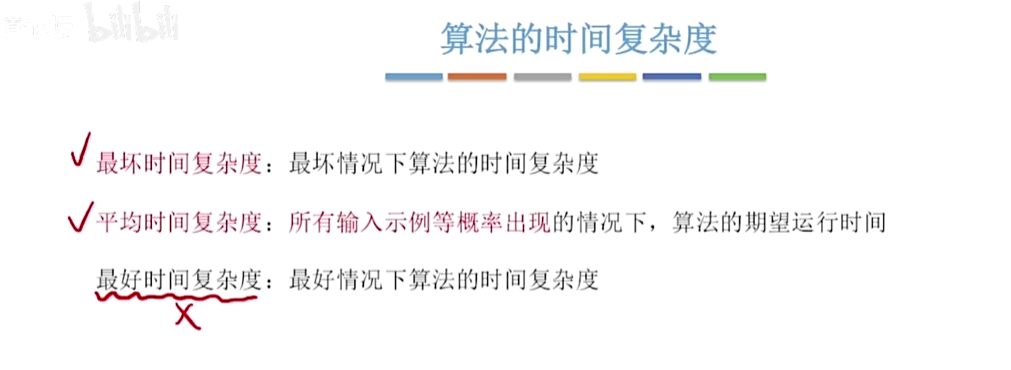 bilibili
算法的时间复杂度
✓ 最坏时间复杂度：最坏情况下算法的时间复杂度
✓ 平均时间复杂度：所有输入示例等概率出现的情况下，算法的期望运行时间
最好时间复杂度：最好情况下算法的时间复杂度
×